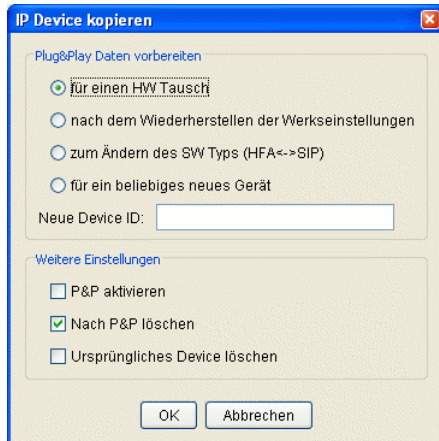 IP Device kopieren
Plug&Play Daten vorbereiten
für einen HW Tausch
nach dem Wiederherstellen der Werkseinstellungen
zum Ändern des SW Typs (HFA<->SIP)
für ein beliebiges neues Gerät
Neue Device ID:
Weitere Einstellungen
P&P aktivieren
Nach P&P löschen
Ursprüngliches Device löschen
OK Abbrechen